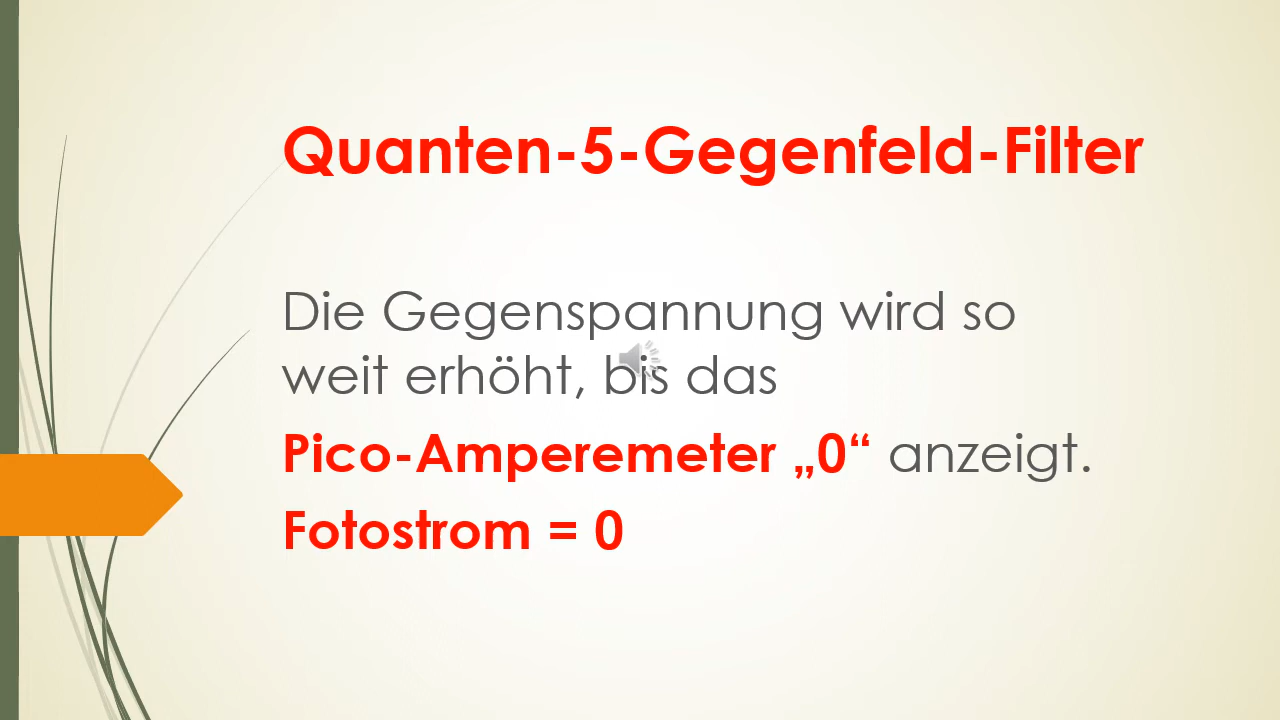 Quanten-5-Gegenfeld-Filter
Die Gegenspannung wird so
weit erhöht, bis das
Pico-Amperemeter „0“ anzeigt.
Fotostrom = 0